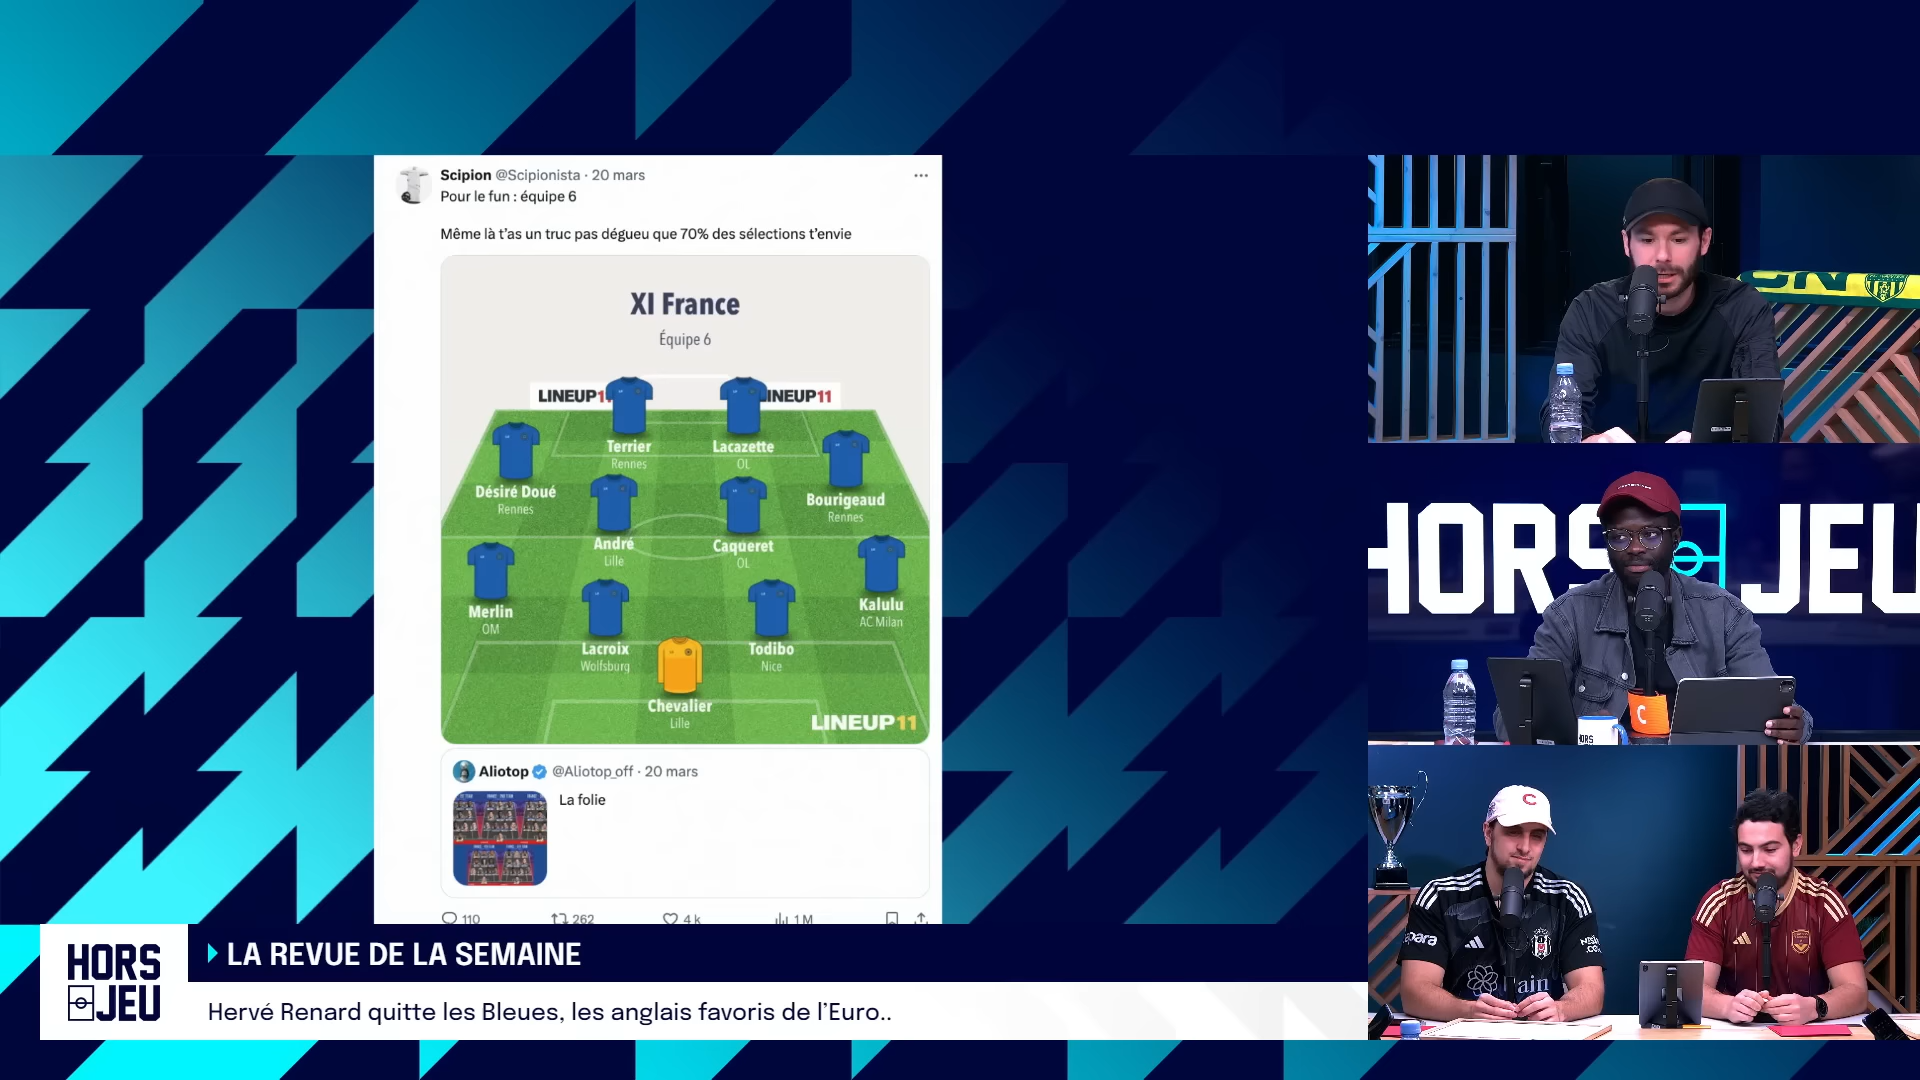 Scipion @Scipionista · 20 mars
Pour le fun : équipe 6
Même là t'as un truc pas dégueu que 70% des sélections t'envie
XI France
Équipe 6
LINEUP11
LINEUP11
Terrier
Rennes
Lacazette
OL
Désiré Doué
Rennes
Bourigeaud
Rennes
André
Lille
Caqueret
OL
Merlin
OM
Kalulu
AC Milan
Lacroix
Wolfsburg
Todibo
Nice
Chevalier
Lille
LINEUP11
Aliotop @Aliotop_off · 20 mars
La folie
110 262 4 k 1 M
HORS JEU
LA REVUE DE LA SEMAINE
Hervé Renard quitte les Bleues, les anglais favoris de l'Euro..
HORS JEU
C
HORS
C